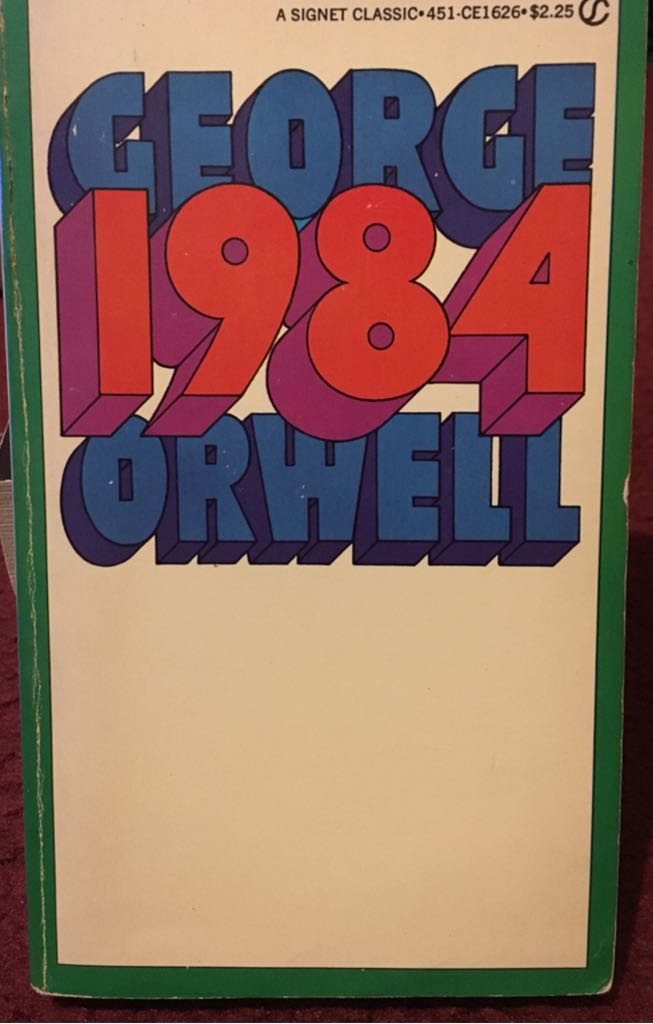 A SIGNET CLASSIC•451-CE1626•$2.25
GEORGE
1984
ORWELL